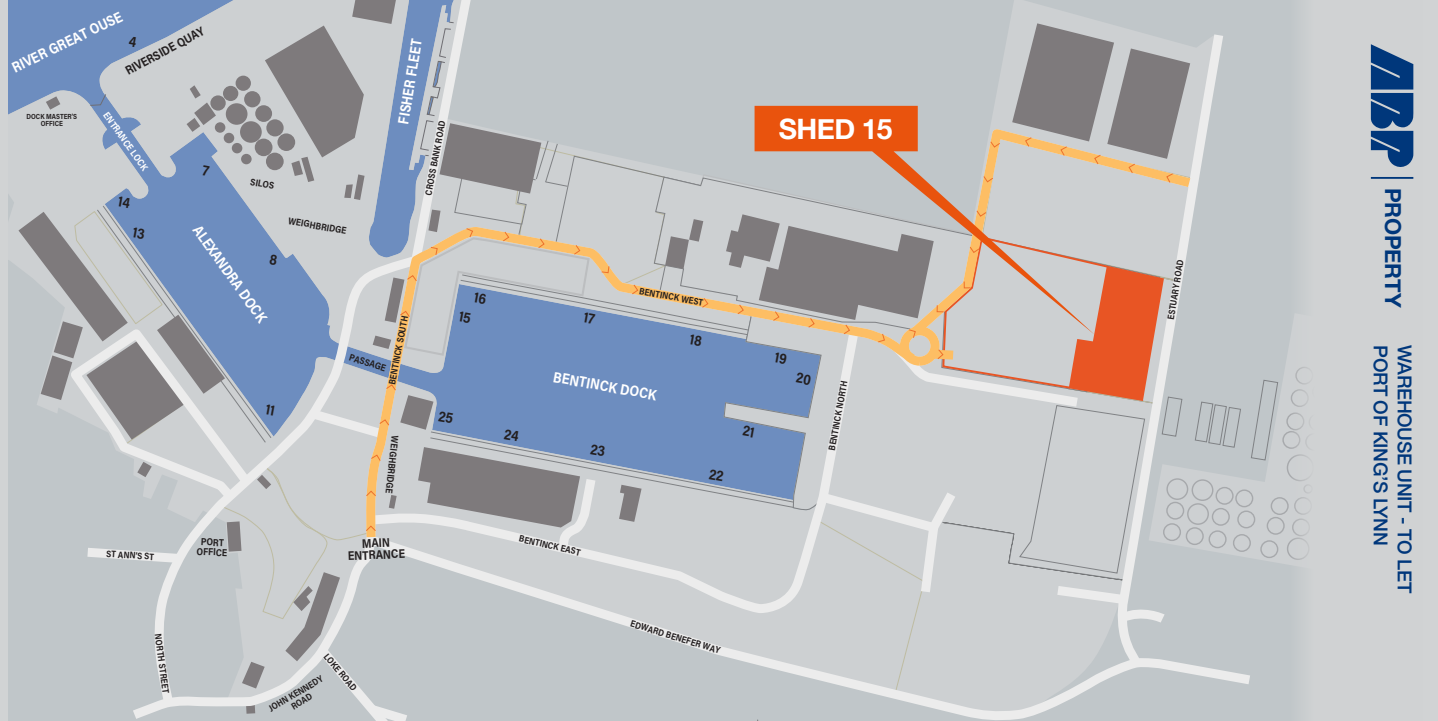 RIVER GREAT OUSE
4
RIVERSIDE QUAY
DOCK MASTER'S
OFFICE
ENTRANCE LOCK
FISHER FLEET
CROSS BANK ROAD
SHED 15
7
SILOS
WEIGHBRIDGE
14
13
ALEXANDRA DOCK
8
11
PASSAGE
BENTINCK SOUTH
BENTINCK WEST
16
15
17
18
19
20
BENTINCK DOCK
21
22
23
24
25
WEIGHBRIDGE
BENTINCK NORTH
ESTUARY ROAD
MAIN
ENTRANCE
PORT
OFFICE
ST ANN'S ST
NORTH STREET
JOHN KENNEDY
ROAD
LOKE ROAD
BENTINCK EAST
EDWARD BENEFER WAY
ABP
PROPERTY
WAREHOUSE UNIT - TO LET
PORT OF KING'S LYNN